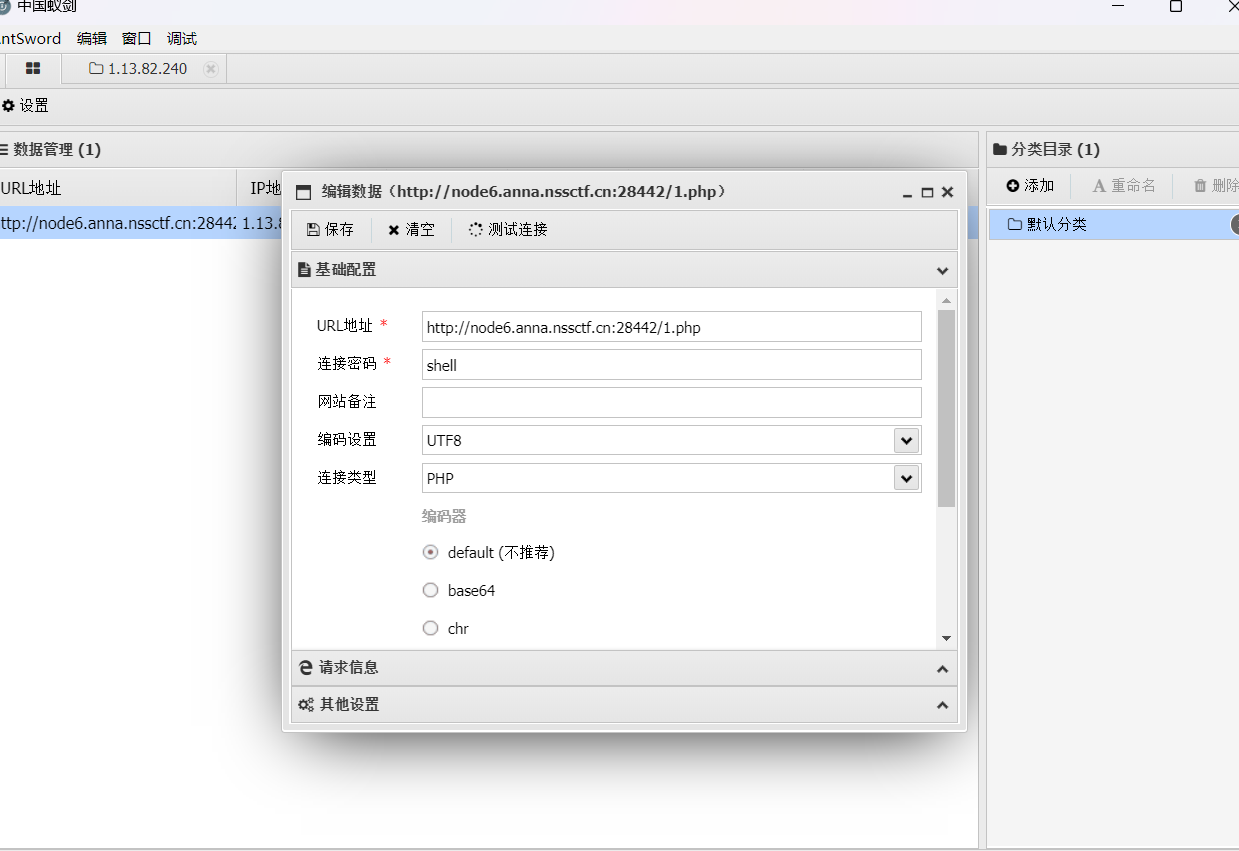 中国蚁剑
ntSword 编辑 窗口 调试
1.13.82.240
设置
数据管理 (1)
分类目录 (1)
URL地址 IP地
添加 重命名 删除
ttp://node6.anna.nssctf.cn:28442 1.13.8
默认分类
编辑数据（http://node6.anna.nssctf.cn:28442/1.php）
保存 清空 测试连接
基础配置
URL地址 * http://node6.anna.nssctf.cn:28442/1.php
连接密码 * shell
网站备注
编码设置 UTF8
连接类型 PHP
编码器
default (不推荐)
base64
chr
请求信息
其他设置